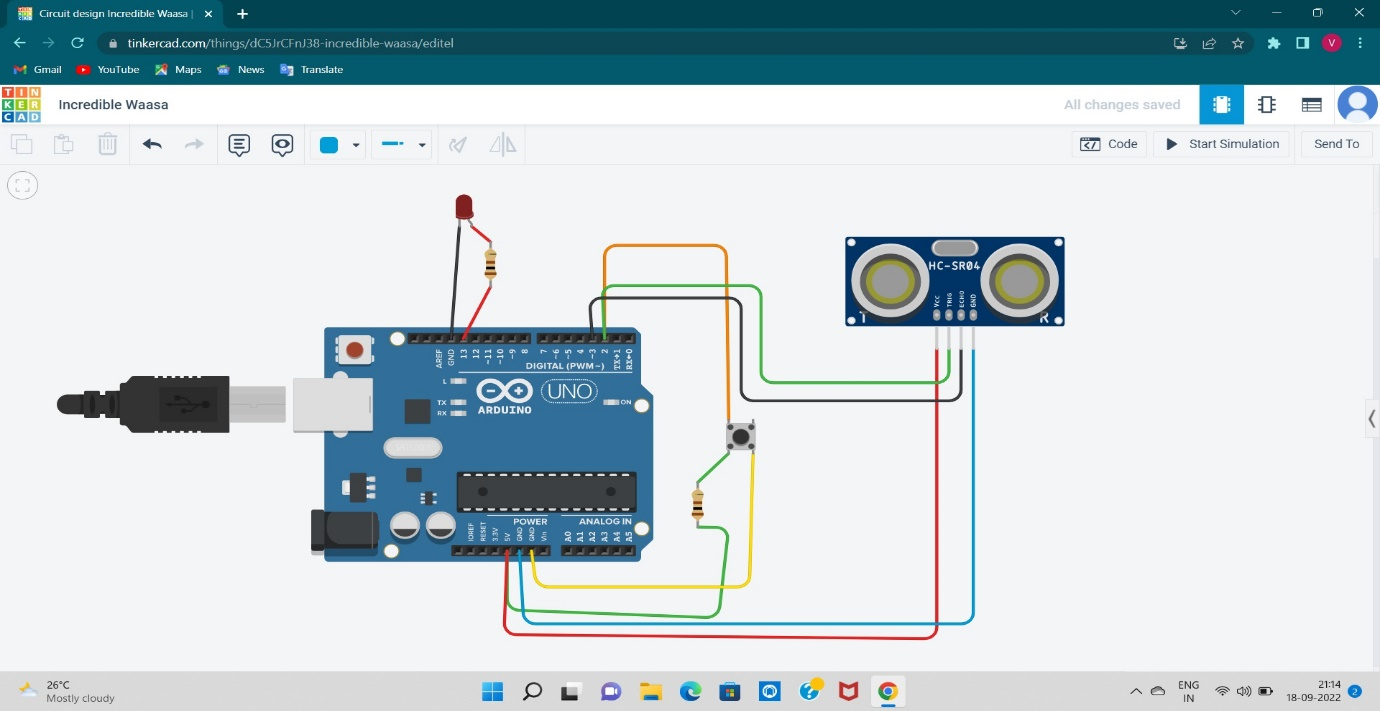 Circuit design Incredible Waasa |
tinkercad.com/things/dC5JrCFnJ38-incredible-waasa/editel
V
Gmail YouTube Maps News Translate
TIN
KER
CAD
Incredible Waasa
All changes saved
Code Start Simulation Send To
HC-SR04
VCC TRIG ECHO GND
T R
AREF GND 13 12 ~11 ~10 ~9 8 7 ~6 ~5 4 ~3 2 TX→1 RX←0
DIGITAL (PWM~)
L
TX
RX
UNO
ON
ARDUINO
POWER ANALOG IN
IOREF RESET 3.3V 5V GND GND Vin A0 A1 A2 A3 A4 A5
26°C
Mostly cloudy
ENG
IN
21:14
18-09-2022
2